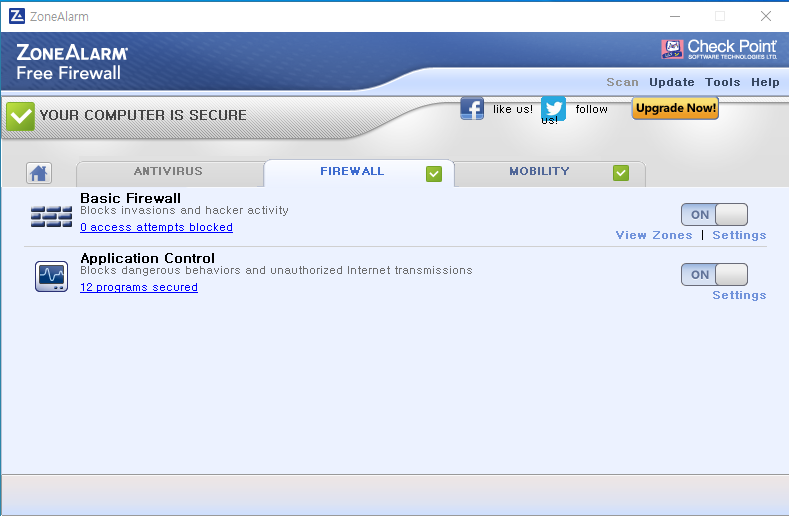 ZoneAlarm
ZONEALARM
Free Firewall
Check Point
SOFTWARE TECHNOLOGIES LTD.
Scan Update Tools Help
YOUR COMPUTER IS SECURE
like us! follow us!
Upgrade Now!
ANTIVIRUS FIREWALL MOBILITY
Basic Firewall
Blocks invasions and hacker activity
0 access attempts blocked
ON
View Zones | Settings
Application Control
Blocks dangerous behaviors and unauthorized Internet transmissions
12 programs secured
ON
Settings